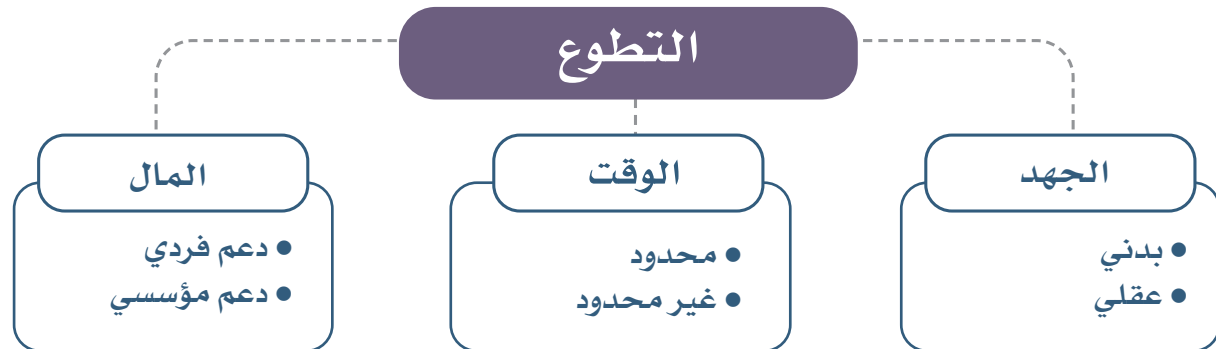 التطوع
الجهد
• بدني
• عقلي
الوقت
• محدود
• غير محدود
المال
• دعم فردي
• دعم مؤسسي